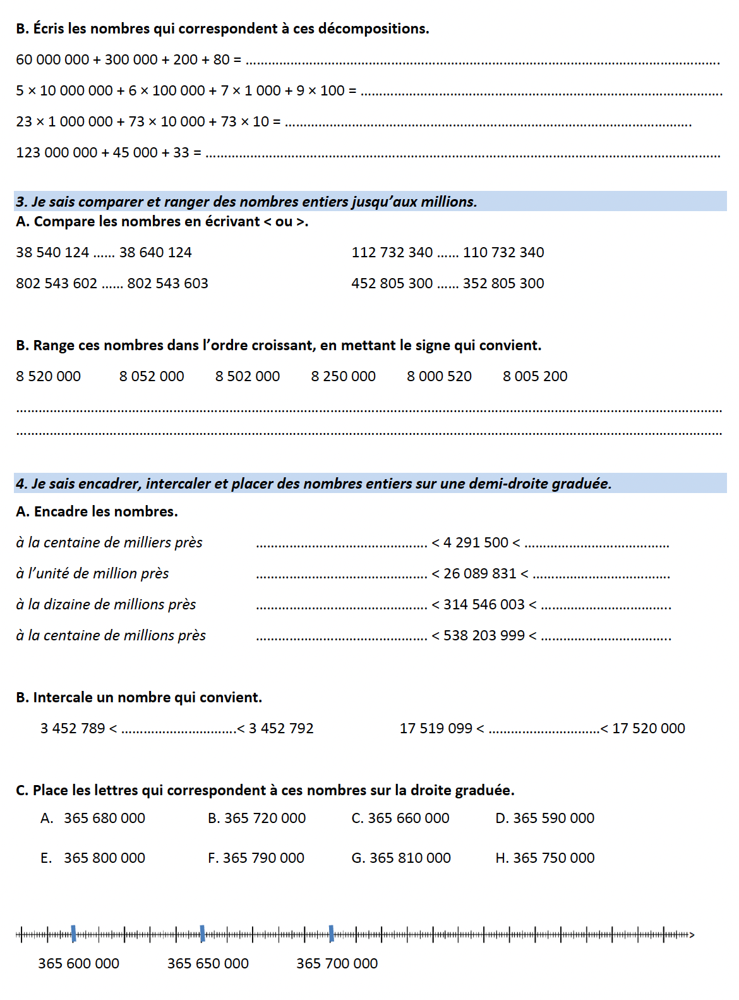 B. Écris les nombres qui correspondent à ces décompositions.
60 000 000 + 300 000 + 200 + 80 = ……………………………………………………………………………………………………………….
5 × 10 000 000 + 6 × 100 000 + 7 × 1 000 + 9 × 100 = …………………………………………………………………………………….
23 × 1 000 000 + 73 × 10 000 + 73 × 10 = ……………………………………………………………………………………………….
123 000 000 + 45 000 + 33 = …………………………………………………………………………………………………………………………
3. Je sais comparer et ranger des nombres entiers jusqu’aux millions.
A. Compare les nombres en écrivant < ou >.
38 540 124 …… 38 640 124 112 732 340 …… 110 732 340
802 543 602 …… 802 543 603 452 805 300 …… 352 805 300
B. Range ces nombres dans l’ordre croissant, en mettant le signe qui convient.
8 520 000 8 052 000 8 502 000 8 250 000 8 000 520 8 005 200
………………………………………………………………………………………………………………………………………………………………………
………………………………………………………………………………………………………………………………………………………………………
4. Je sais encadrer, intercaler et placer des nombres entiers sur une demi-droite graduée.
A. Encadre les nombres.
à la centaine de milliers près ………………………………………. < 4 291 500 < …………………………………
à l’unité de million près ………………………………………. < 26 089 831 < ……………………………….
à la dizaine de millions près ………………………………………. < 314 546 003 < ……………………………..
à la centaine de millions près ………………………………………. < 538 203 999 < ……………………………..
B. Intercale un nombre qui convient.
3 452 789 < ………………………….< 3 452 792 17 519 099 < …………………………< 17 520 000
C. Place les lettres qui correspondent à ces nombres sur la droite graduée.
A. 365 680 000 B. 365 720 000 C. 365 660 000 D. 365 590 000
E. 365 800 000 F. 365 790 000 G. 365 810 000 H. 365 750 000
365 600 000 365 650 000 365 700 000